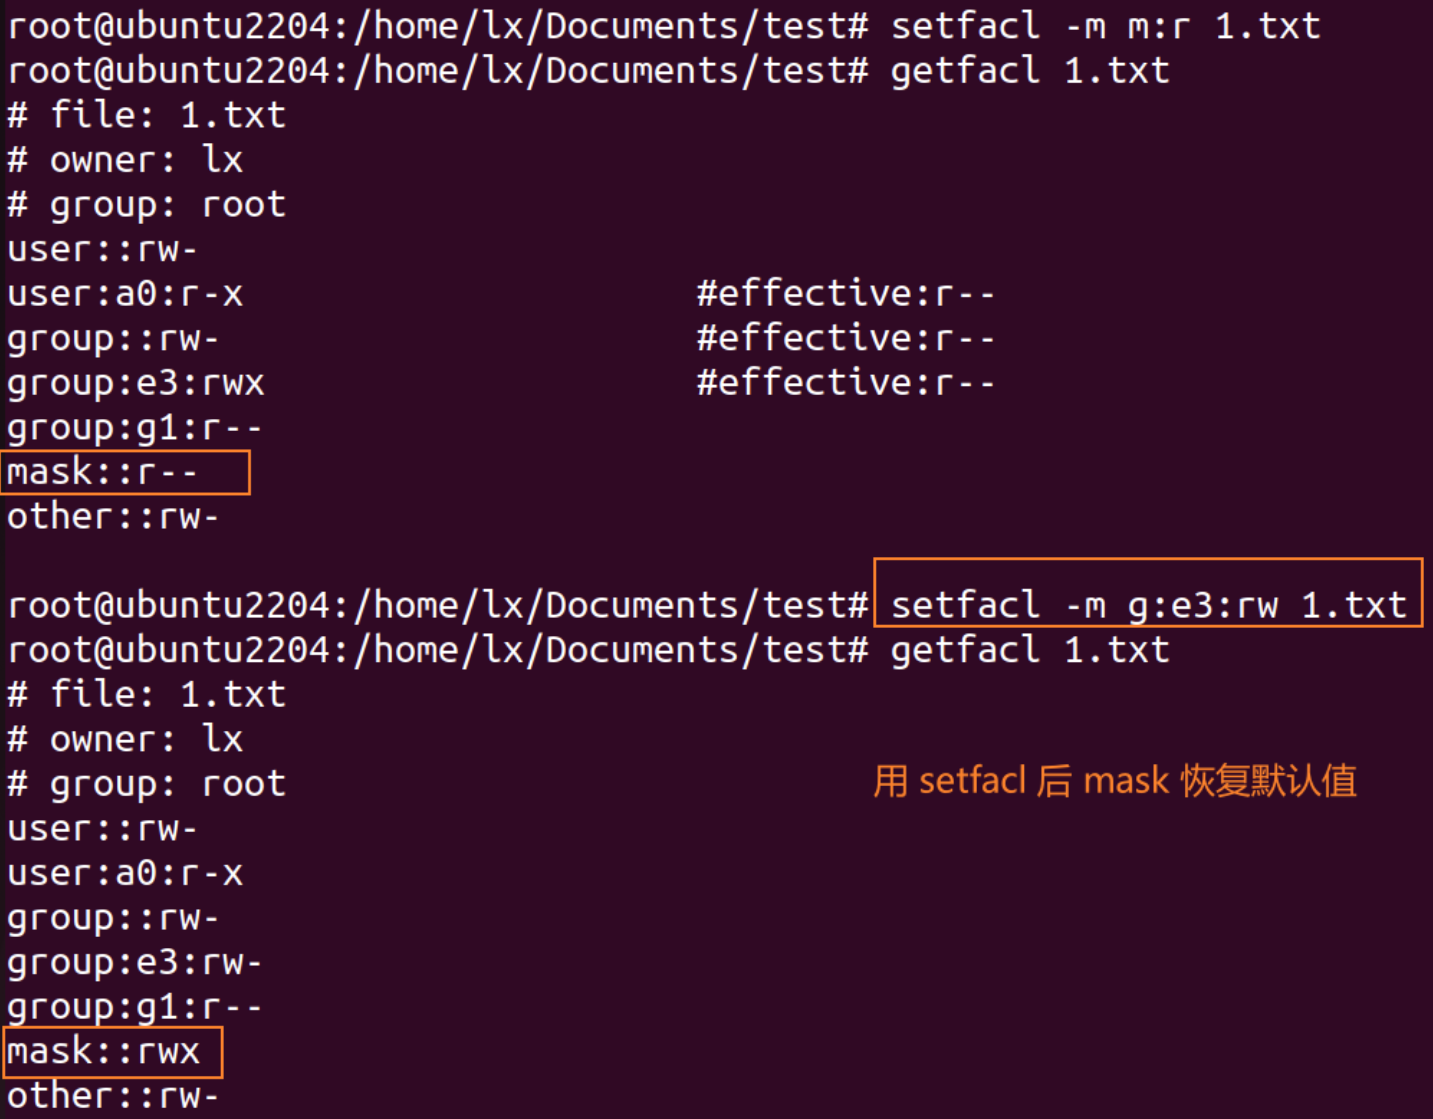 root@ubuntu2204:/home/lx/Documents/test# setfacl -m m:r 1.txt
root@ubuntu2204:/home/lx/Documents/test# getfacl 1.txt
# file: 1.txt
# owner: lx
# group: root
user::rw-
user:a0:r-x #effective:r--
group::rw- #effective:r--
group:e3:rwx #effective:r--
group:g1:r--
mask::r--
other::rw-
root@ubuntu2204:/home/lx/Documents/test# setfacl -m g:e3:rw 1.txt
root@ubuntu2204:/home/lx/Documents/test# getfacl 1.txt
# file: 1.txt
# owner: lx
# group: root
用 setfacl 后 mask 恢复默认值
user::rw-
user:a0:r-x
group::rw-
group:e3:rw-
group:g1:r--
mask::rwx
other::rw-